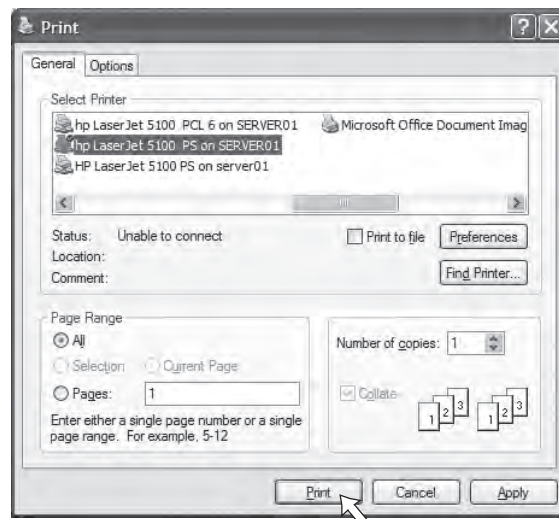 Print
General Options
Select Printer
hp LaserJet 5100 PCL 6 on SERVER01
Microsoft Office Document Imag
hp LaserJet 5100 PS on SERVER01
HP LaserJet 5100 PS on server01
Status: Unable to connect
Print to file
Preferences
Location:
Comment:
Find Printer...
Page Range
All
Selection Current Page
Pages: 1
Enter either a single page number or a single
page range. For example, 5-12
Number of copies: 1
Collate
1 2 3 1 2 3
Print Cancel Apply